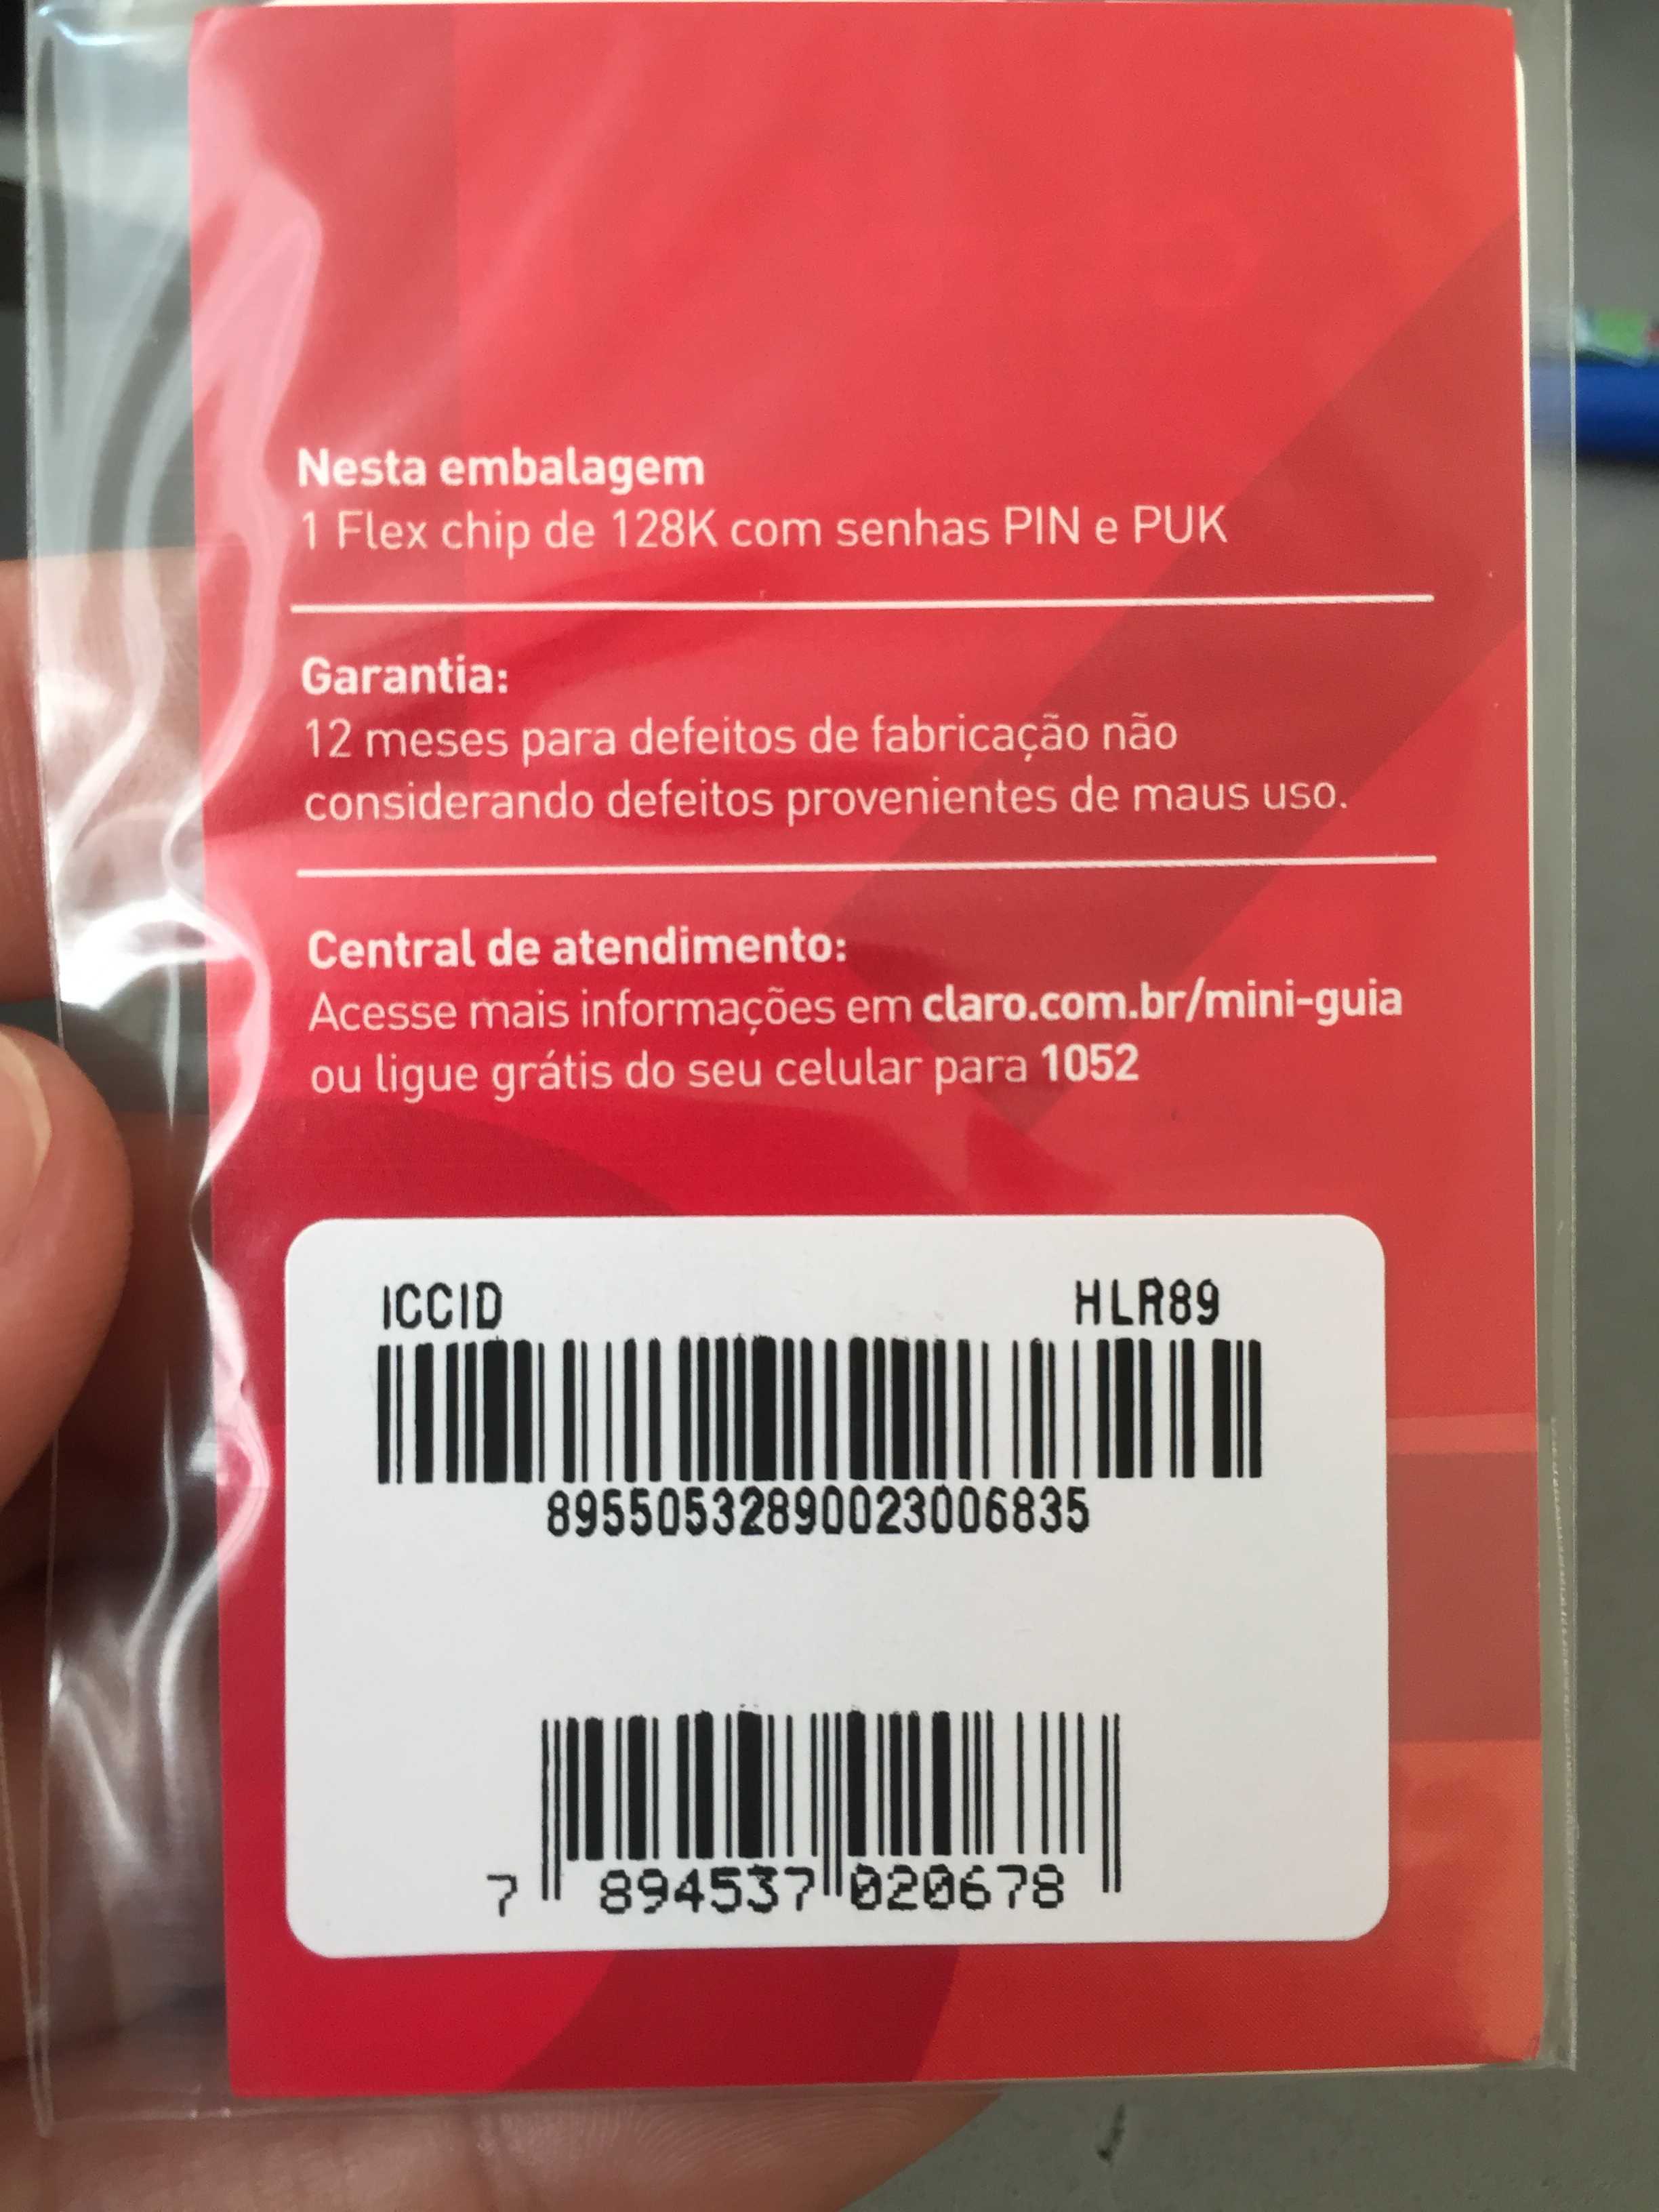 Nesta embalagem
1 Flex chip de 128K com senhas PIN e PUK
Garantia:
12 meses para defeitos de fabricação não
considerando defeitos provenientes de maus uso.
Central de atendimento:
Acesse mais informações em claro.com.br/mini-guia
ou ligue grátis do seu celular para 1052
ICCID HLR89
89550532890023006835
7 894537 020678